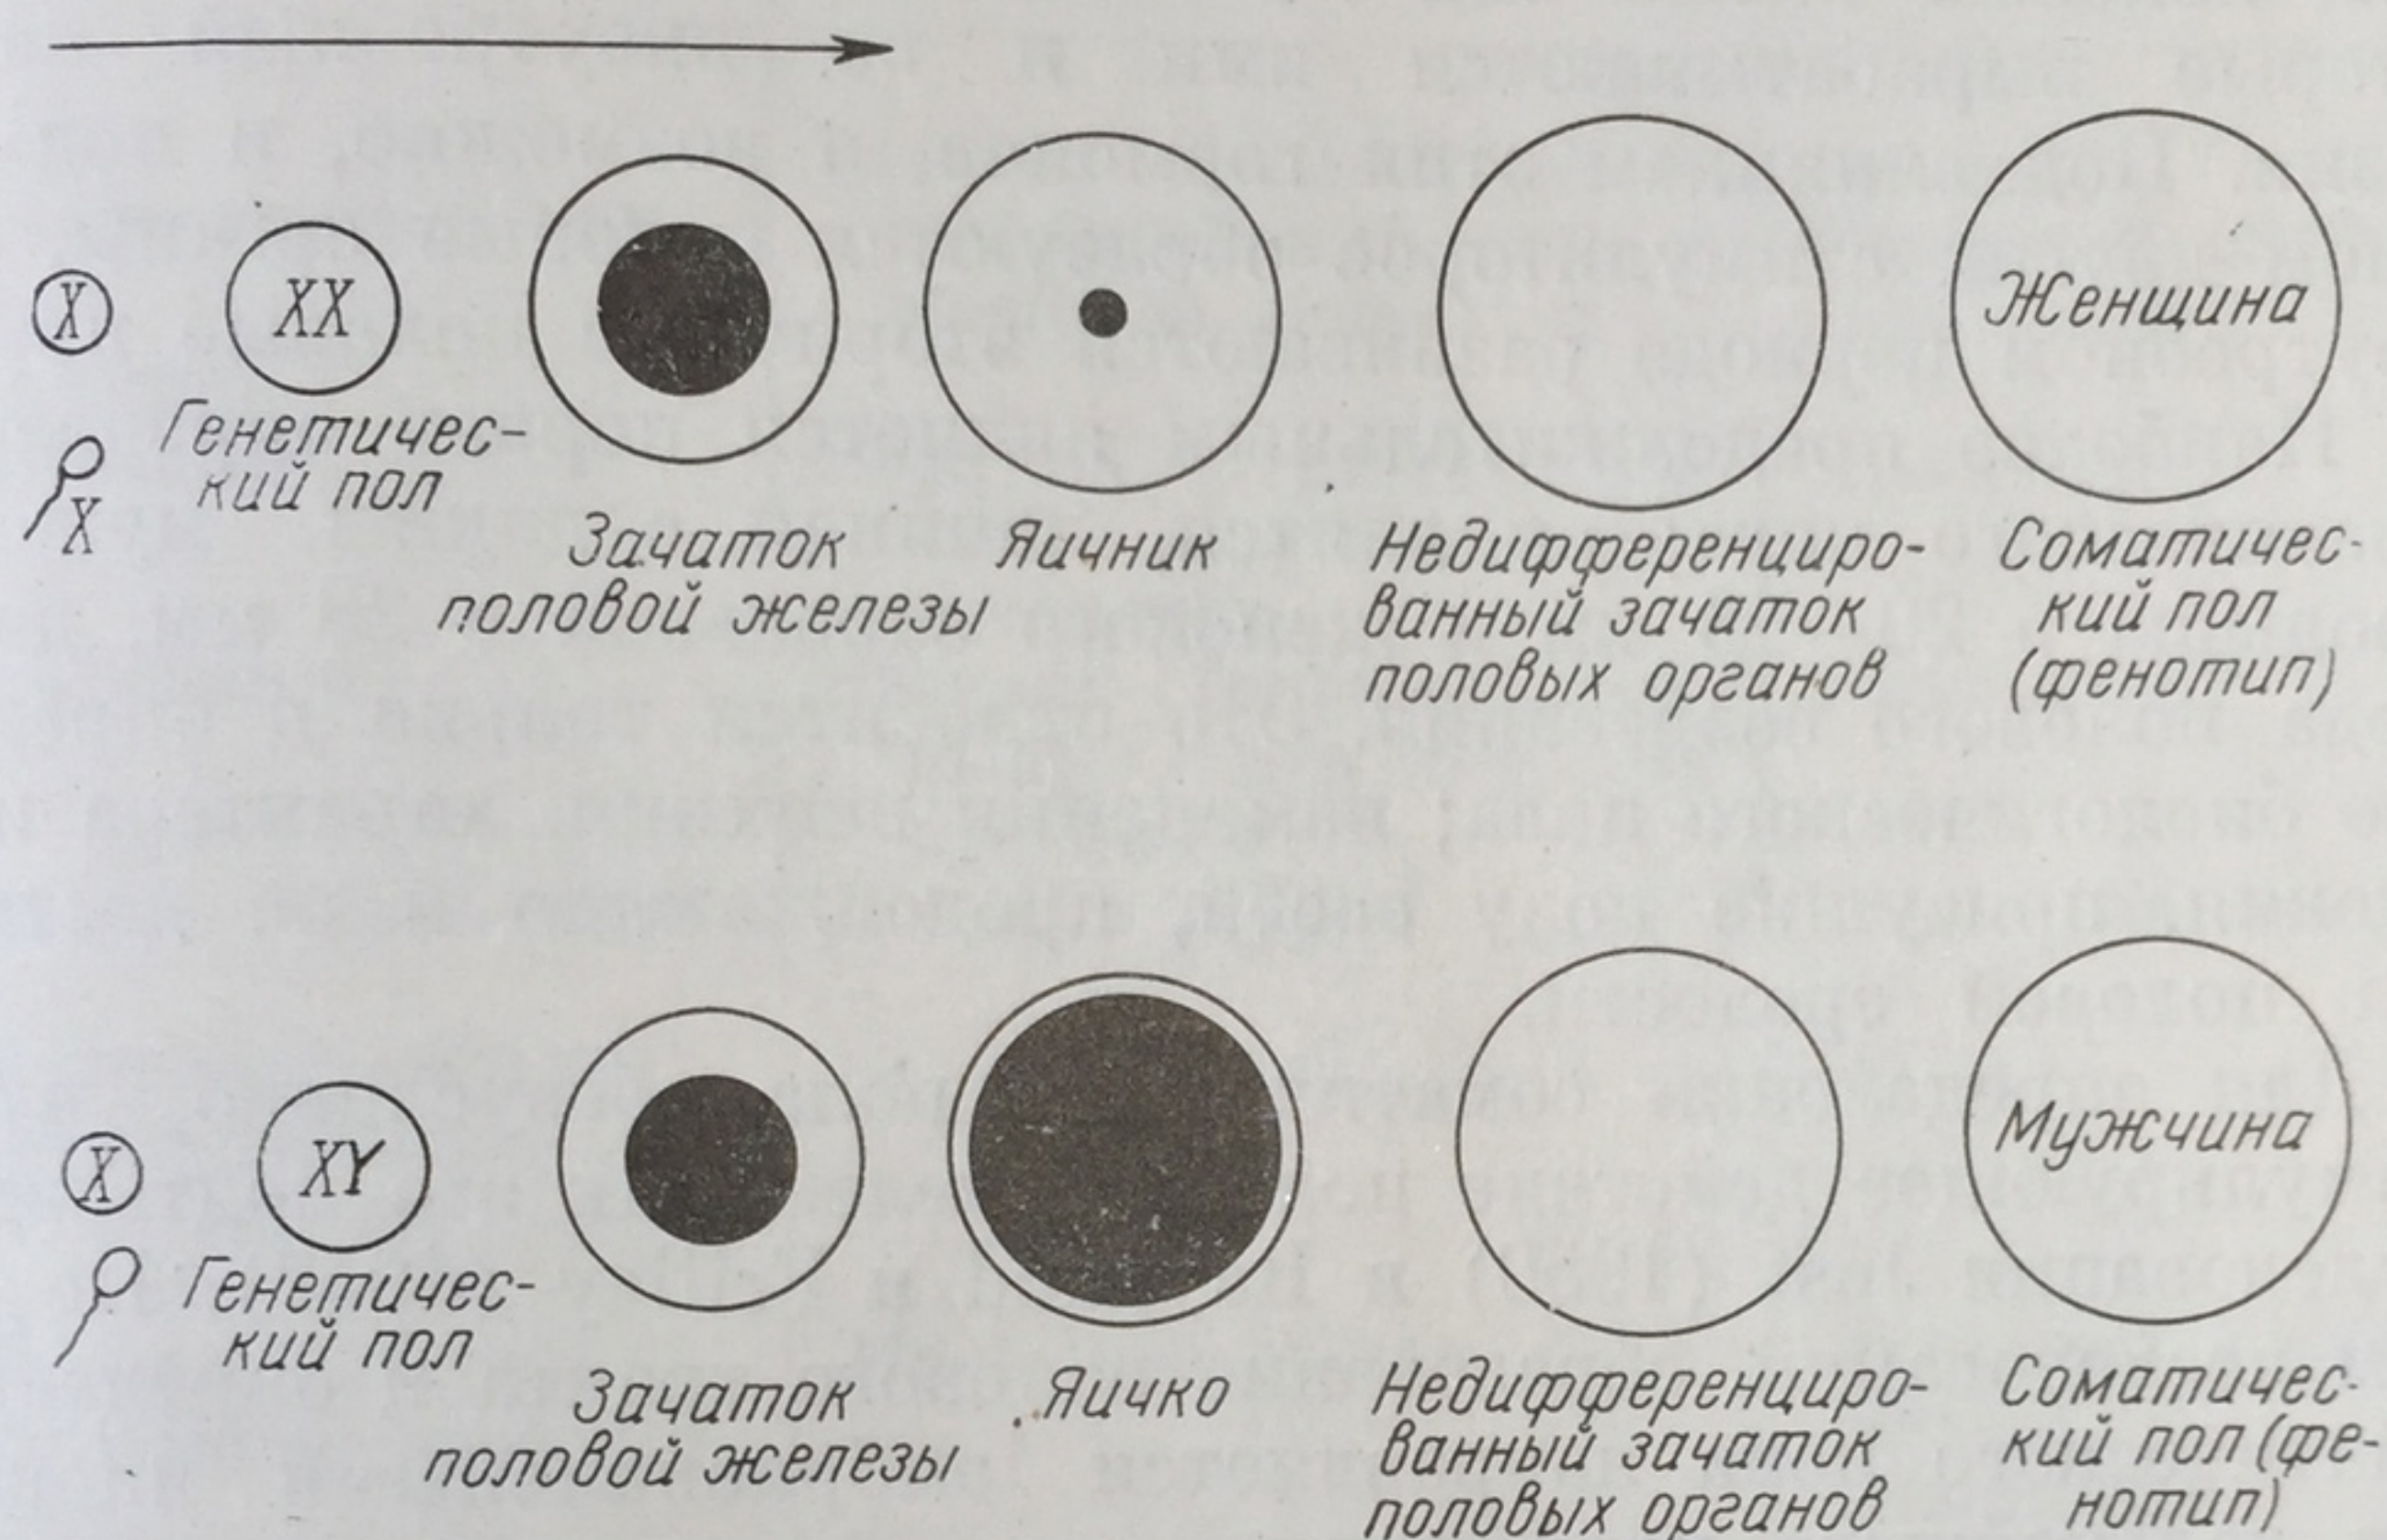 X
XX
Женщина
Генетичес-
кий пол
X
Зачаток
половой железы
Яичник
Недифференциро-
ванный зачаток
половых органов
Соматичес-
кий пол
(фенотип)
X
XY
Мужчина
Генетичес-
кий пол
Зачаток
половой железы
Яичко
Недифференциро-
ванный зачаток
половых органов
Соматичес-
кий пол (фе-
нотип)